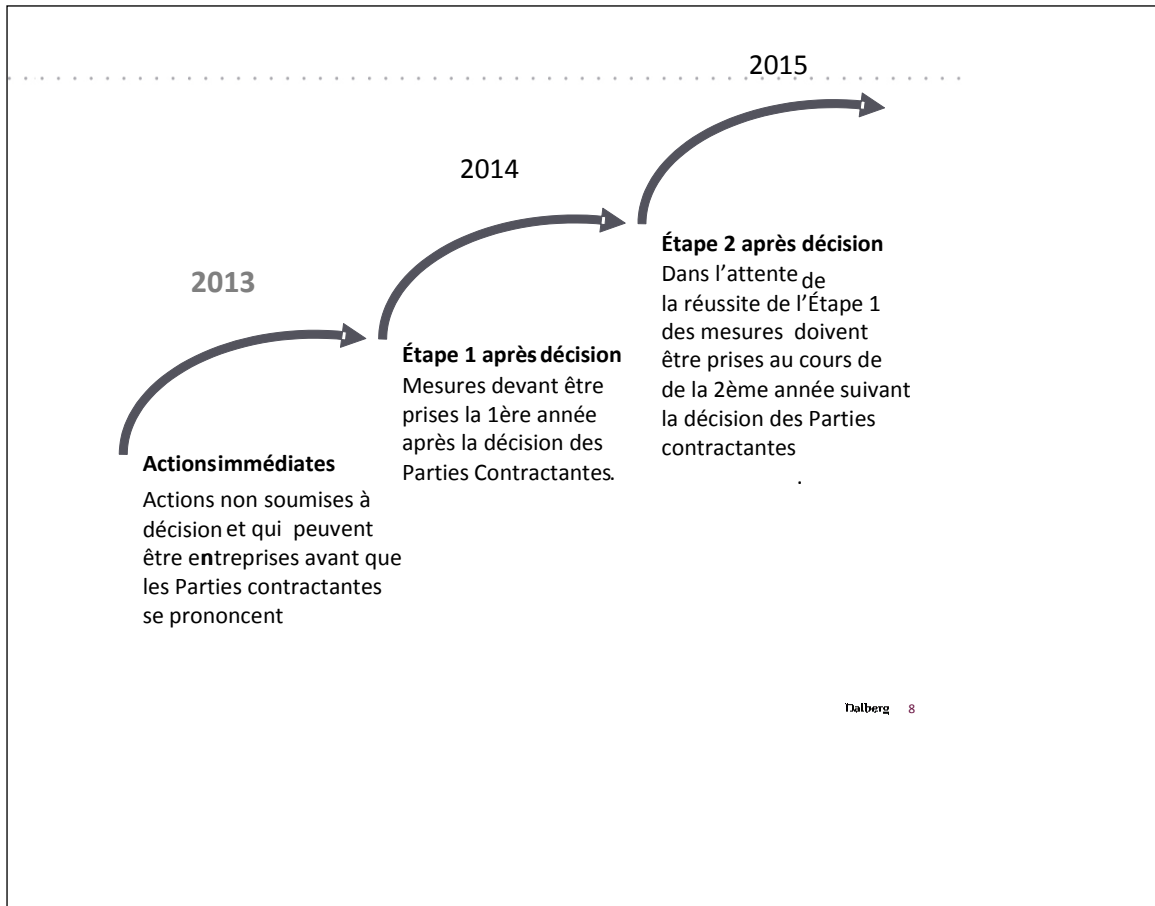 2015
2014
2013
Étape 2 après décision
Dans l’attente de
la réussite de l’Étape 1
des mesures doivent
être prises au cours de
de la 2ème année suivant
la décision des Parties
contractantes
.
Étape 1 après décision
Mesures devant être
prises la 1ère année
après la décision des
Parties Contractantes.
Actionsimmédiates
Actions non soumises à
décision et qui peuvent
être entreprises avant que
les Parties contractantes
se prononcent
Dalberg 8